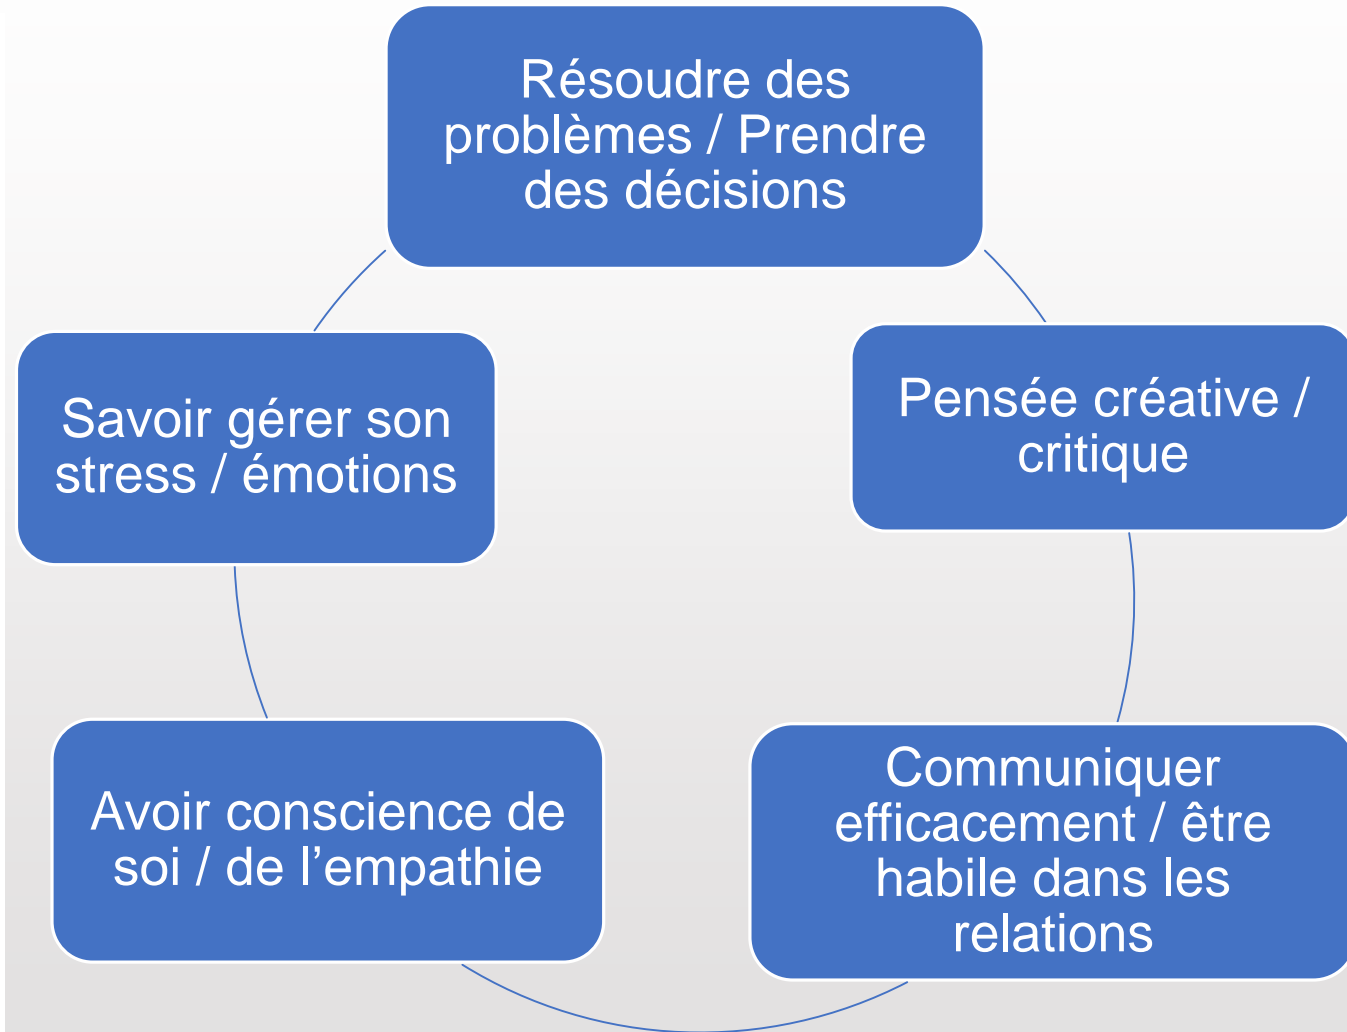 Résoudre des
problèmes / Prendre
des décisions
Pensée créative /
critique
Communiquer
efficacement / être
habile dans les
relations
Avoir conscience de
soi / de l’empathie
Savoir gérer son
stress / émotions